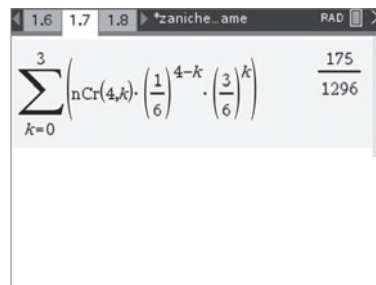 1.6 1.7 1.8 *zaniche…ame RAD
3
∑ (nCr(4,k)·(1/6)^4−k·(3/6)^k) 175/1296
k=0